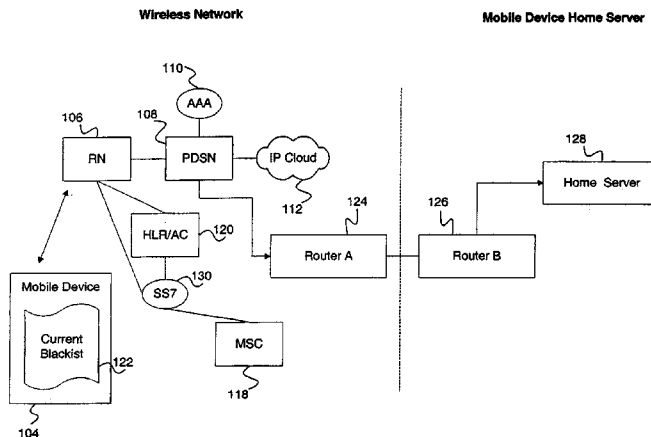 Wireless Network
Mobile Device Home Server
110
AAA
106
108
128
RN
PDSN
IP Cloud
Home Server
112
124
126
HLR/AC
120
Router A
Router B
130
SS7
Mobile Device
Current
Blackist
122
MSC
118
104